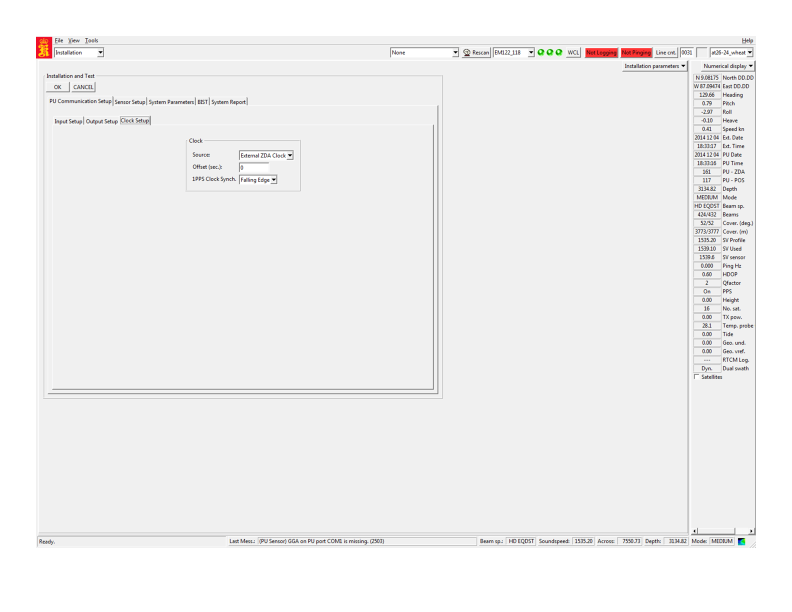 File View Tools Help
Installation None Rescan EM122_118 WCL Not Logging Not Pinging Line cnt. 0031 at26-24_wheat
Installation parameters Numerical display
Installation and Test
OK CANCEL
PU Communication Setup Sensor Setup System Parameters BIST System Report
Input Setup Output Setup Clock Setup
Clock
Source: External ZDA Clock
Offset (sec.): 0
1PPS Clock Synch. Falling Edge
N 9.08175 North DD.DD
W 87.09474 East DD.DD
129.66 Heading
0.79 Pitch
-2.97 Roll
-0.10 Heave
0.41 Speed kn
2014 12 04 Ext. Date
18:33:17 Ext. Time
2014 12 04 PU Date
18:33:16 PU Time
161 PU - ZDA
117 PU - POS
3134.82 Depth
MEDIUM Mode
HD EQDST Beam sp.
424/432 Beams
52/52 Cover. (deg.)
3773/3777 Cover. (m)
1535.20 SV Profile
1539.10 SV Used
1539.6 SV sensor
0.000 Ping Hz
0.60 HDOP
2 Qfactor
On PPS
0.00 Height
16 No. sat.
0.00 TX pow.
28.1 Temp. probe
0.00 Tide
0.00 Geo. und.
0.00 Geo. vref.
--- RTCM Log.
Dyn. Dual swath
Satellites
Ready. Last Mess.: (PU Sensor) GGA on PU port COM1 is missing. (2503) Beam sp.: HD EQDST Soundspeed: 1535.20 Across: 7550.73 Depth: 3134.82 Mode: MEDIUM